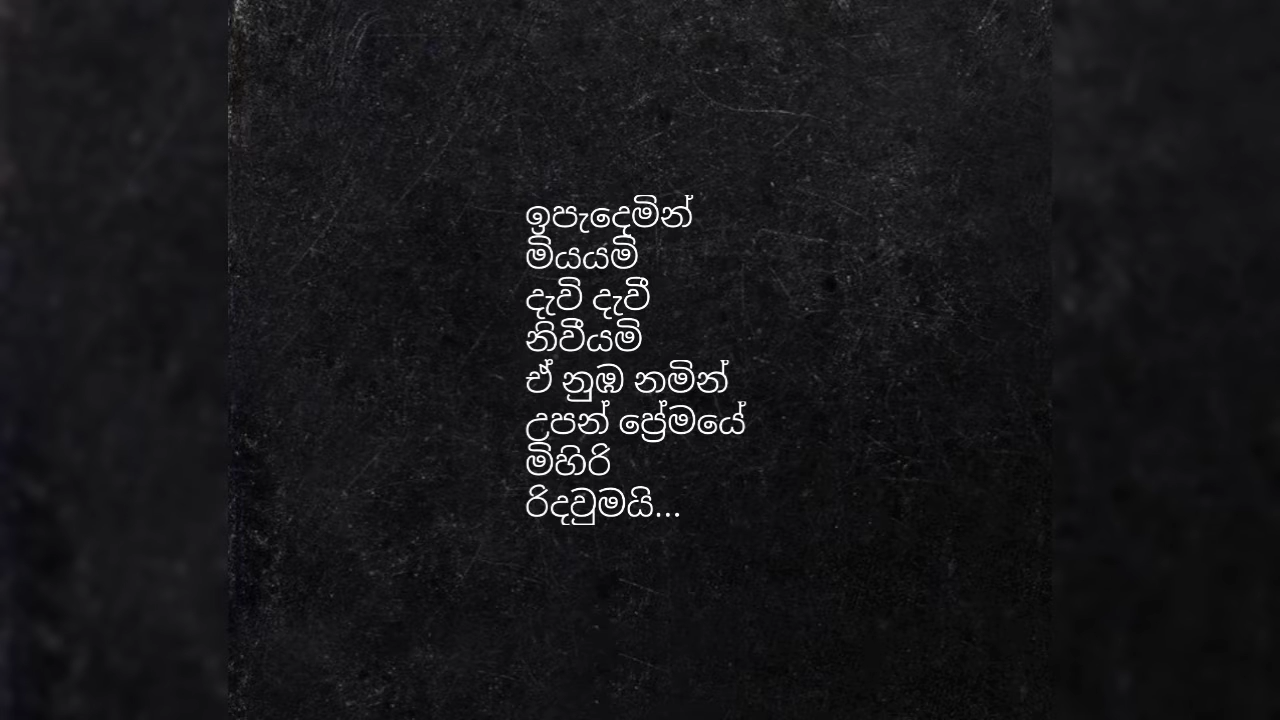 ඉපැදෙමින්
මියයමි
දැවි දැවී
නිවීයමි
ඒ නුඹ නමින්
උපන් ප්‍රේමයේ
මිහිරි
රිදවුමයි...